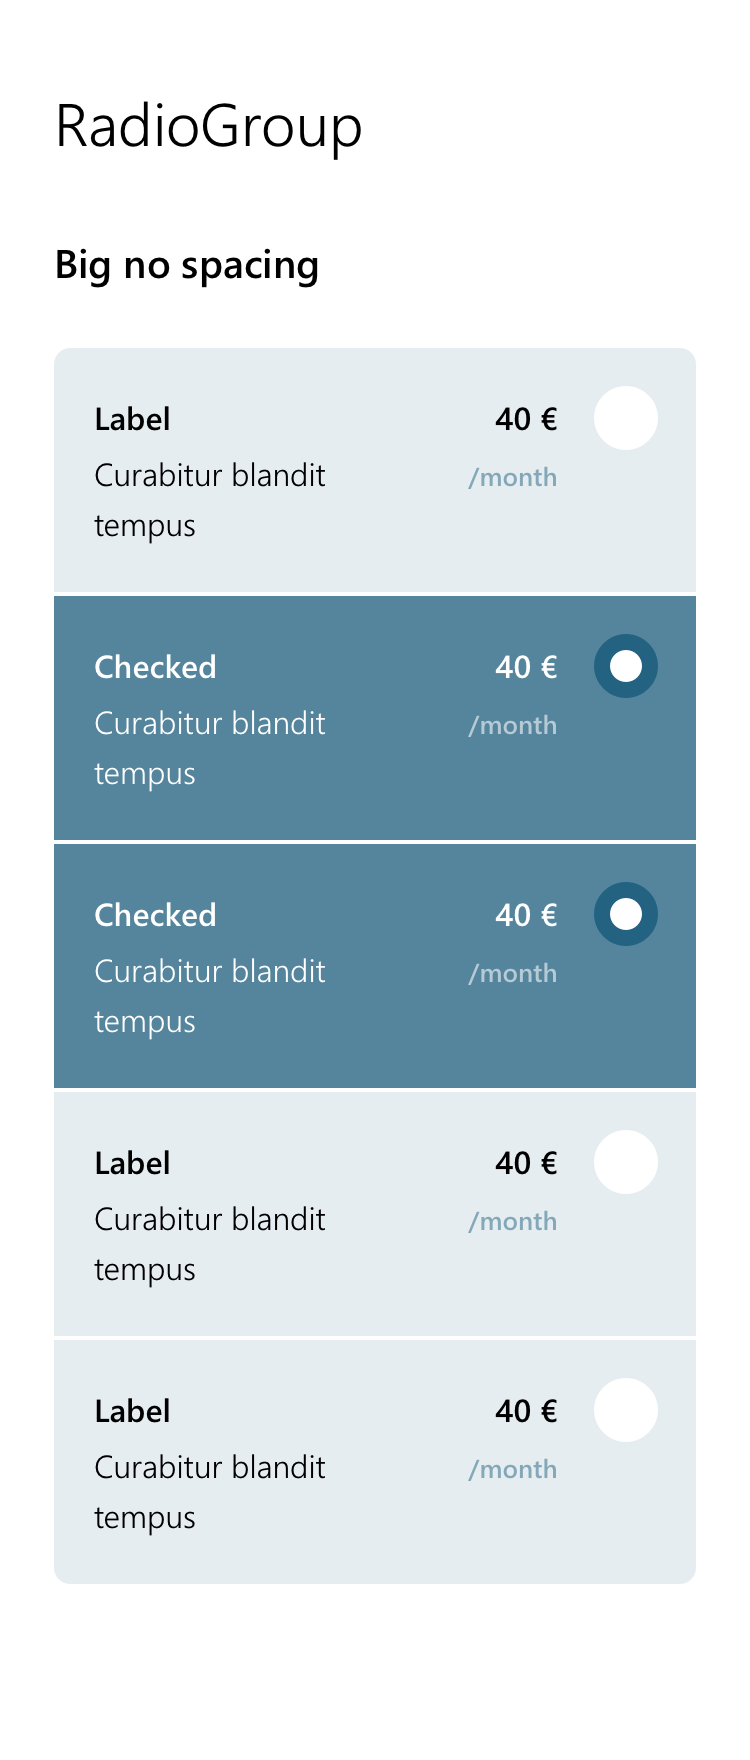 RadioGroup
Big no spacing
Label 40 €
Curabitur blandit /month
tempus
Checked 40 €
Curabitur blandit /month
tempus
Checked 40 €
Curabitur blandit /month
tempus
Label 40 €
Curabitur blandit /month
tempus
Label 40 €
Curabitur blandit /month
tempus